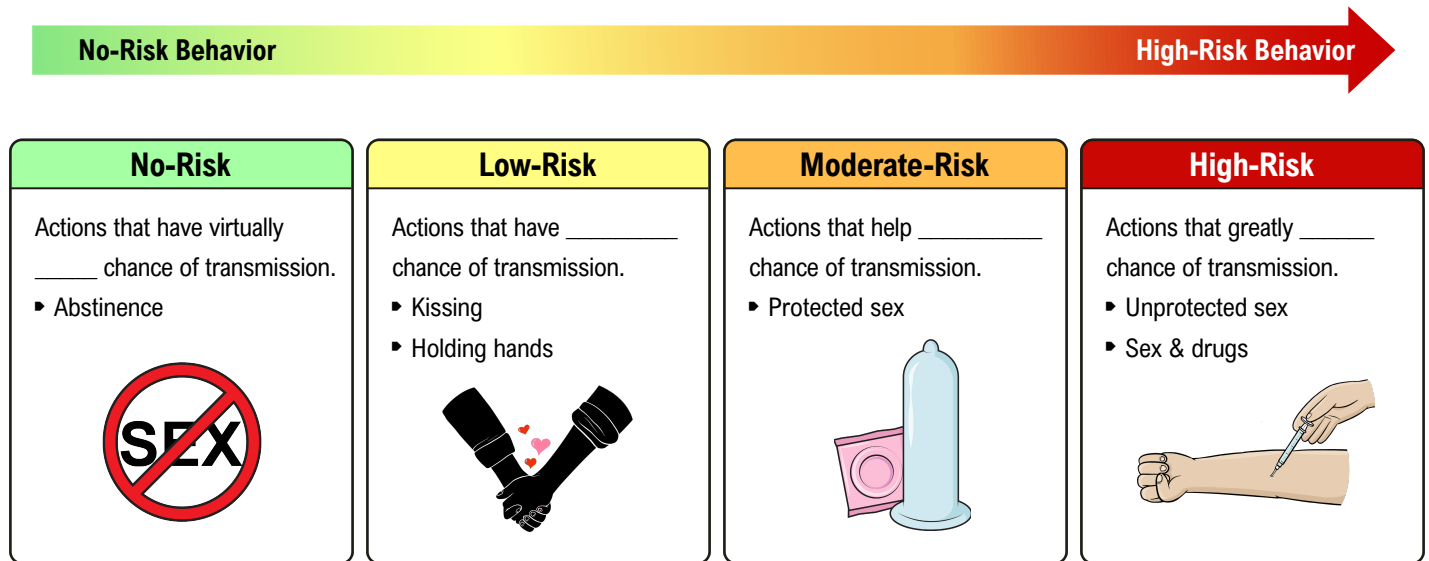 No-Risk Behavior
High-Risk Behavior
No-Risk
Actions that have virtually
_____ chance of transmission.
Abstinence
SEX
Low-Risk
Actions that have _________
chance of transmission.
Kissing
Holding hands
Moderate-Risk
Actions that help __________
chance of transmission.
Protected sex
High-Risk
Actions that greatly ______
chance of transmission.
Unprotected sex
Sex & drugs